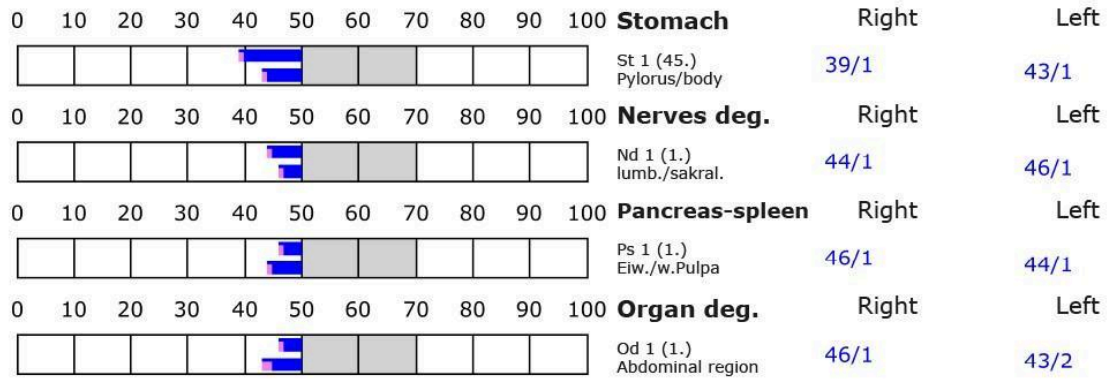 0 10 20 30 40 50 60 70 80 90 100 Stomach Right Left
St 1 (45.) 39/1 43/1
Pylorus/body
0 10 20 30 40 50 60 70 80 90 100 Nerves deg. Right Left
Nd 1 (1.) 44/1 46/1
lumb./sakral.
0 10 20 30 40 50 60 70 80 90 100 Pancreas-spleen Right Left
Ps 1 (1.) 46/1 44/1
Eiw./w.Pulpa
0 10 20 30 40 50 60 70 80 90 100 Organ deg. Right Left
Od 1 (1.) 46/1 43/2
Abdominal region